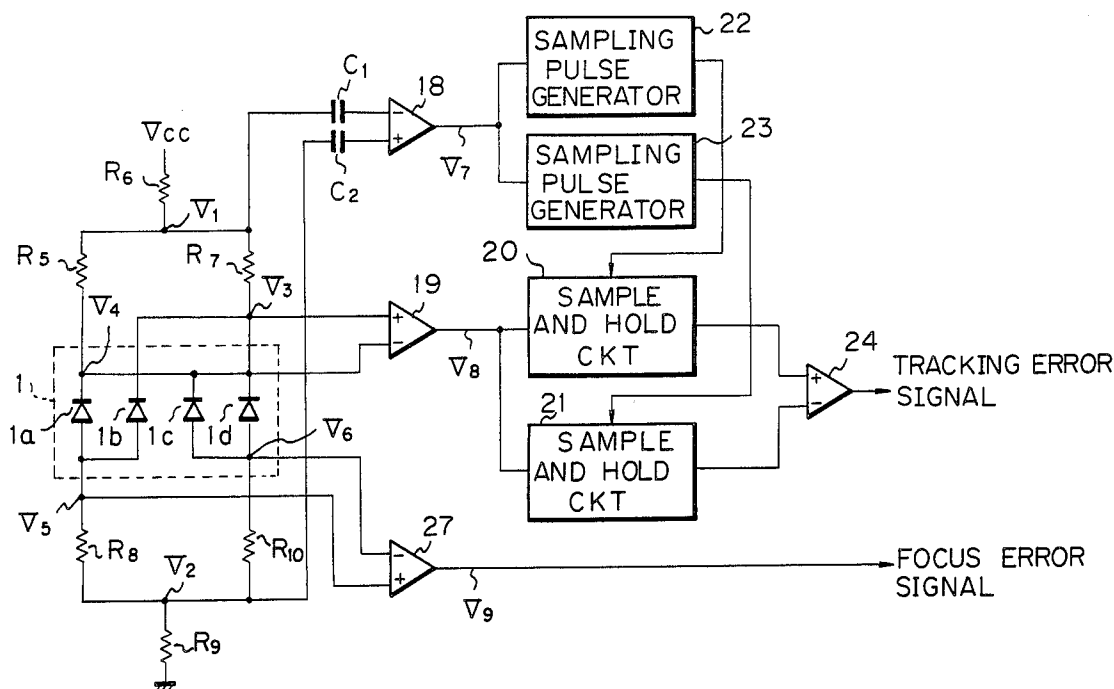 22
SAMPLING
PULSE
GENERATOR
C1
18
C2
V7
23
SAMPLING
PULSE
GENERATOR
Vcc
R6
V1
R5
R7
V3
V4
19
V8
20
SAMPLE
AND HOLD
CKT
24
TRACKING ERROR
SIGNAL
1
1a
1b
1c
1d
V6
21
SAMPLE
AND HOLD
CKT
V5
R8
R10
27
V9
FOCUS ERROR
SIGNAL
V2
R9